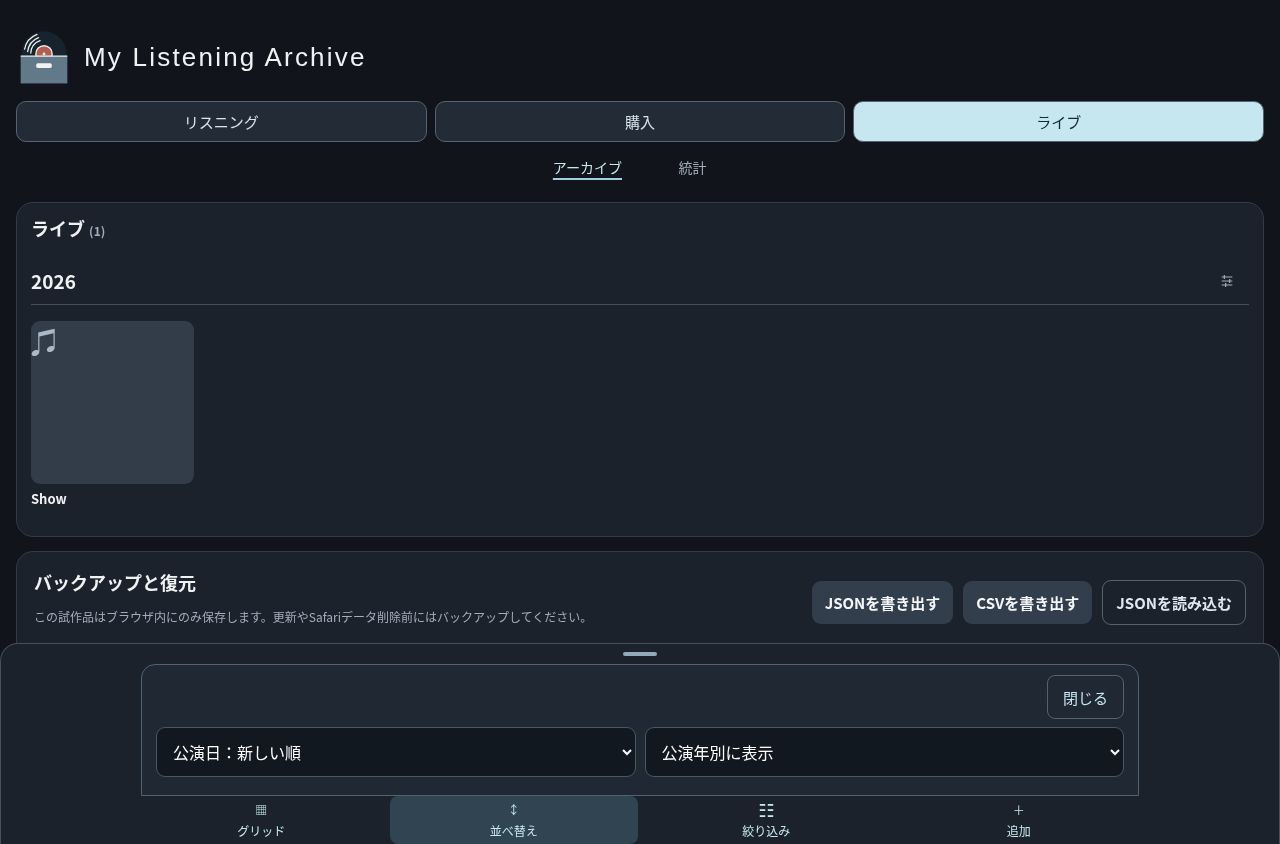 My Listening Archive
リスニング
購入
ライブ
アーカイブ
統計
ライブ (1)
2026
Show
バックアップと復元
この試作品はブラウザ内にのみ保存します。更新やSafariデータ削除前にはバックアップしてください。
JSONを書き出す
CSVを書き出す
JSONを読み込む
閉じる
公演日：新しい順
公演年別に表示
グリッド
並べ替え
絞り込み
追加